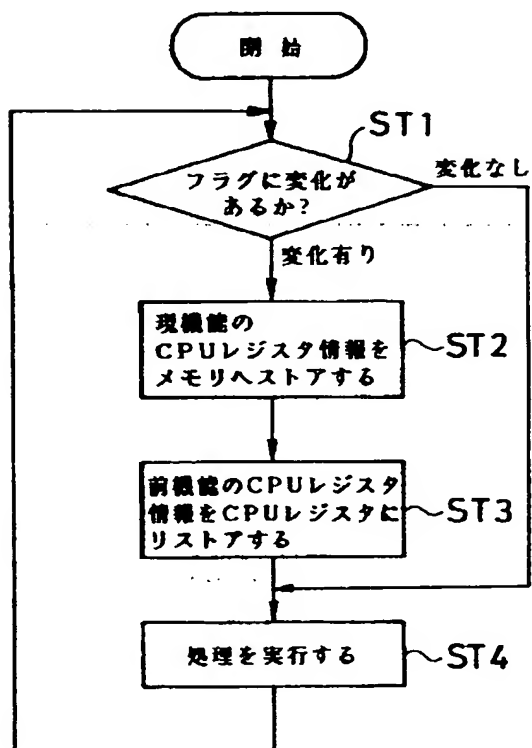 開始
ST1
フラグに変化が
あるか?
変化なし
変化有り
現機能の
CPUレジスタ情報を
メモリへストアする
ST2
前機能のCPUレジスタ
情報をCPUレジスタに
リストアする
ST3
処理を実行する
ST4